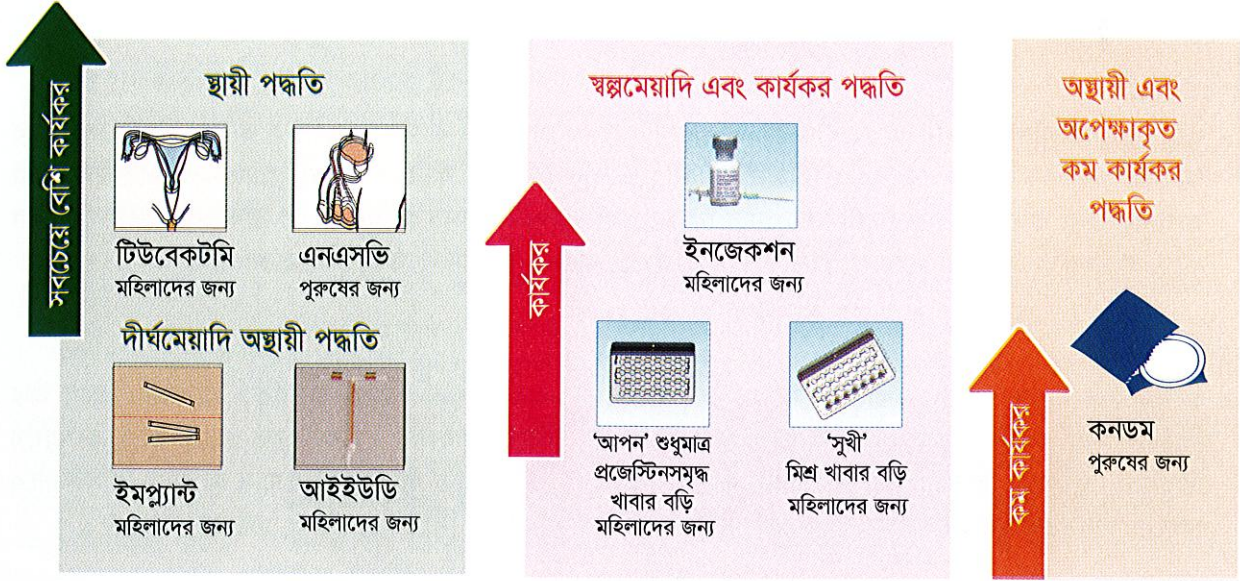 সবচেয়ে বেশি কার্যকর
স্থায়ী পদ্ধতি
টিউবেকটমি
মহিলাদের জন্য
এনএসভি
পুরুষের জন্য
দীর্ঘমেয়াদি অস্থায়ী পদ্ধতি
ইমপ্ল্যান্ট
মহিলাদের জন্য
আইইউডি
মহিলাদের জন্য
কার্যকর
স্বল্পমেয়াদি এবং কার্যকর পদ্ধতি
ইনজেকশন
মহিলাদের জন্য
‘আপন’ শুধুমাত্র
প্রজেস্টিনসমৃদ্ধ
খাবার বড়ি
মহিলাদের জন্য
‘সুখী’
মিশ্র খাবার বড়ি
মহিলাদের জন্য
কম কার্যকর
অস্থায়ী এবং
অপেক্ষাকৃত
কম কার্যকর
পদ্ধতি
কনডম
পুরুষের জন্য